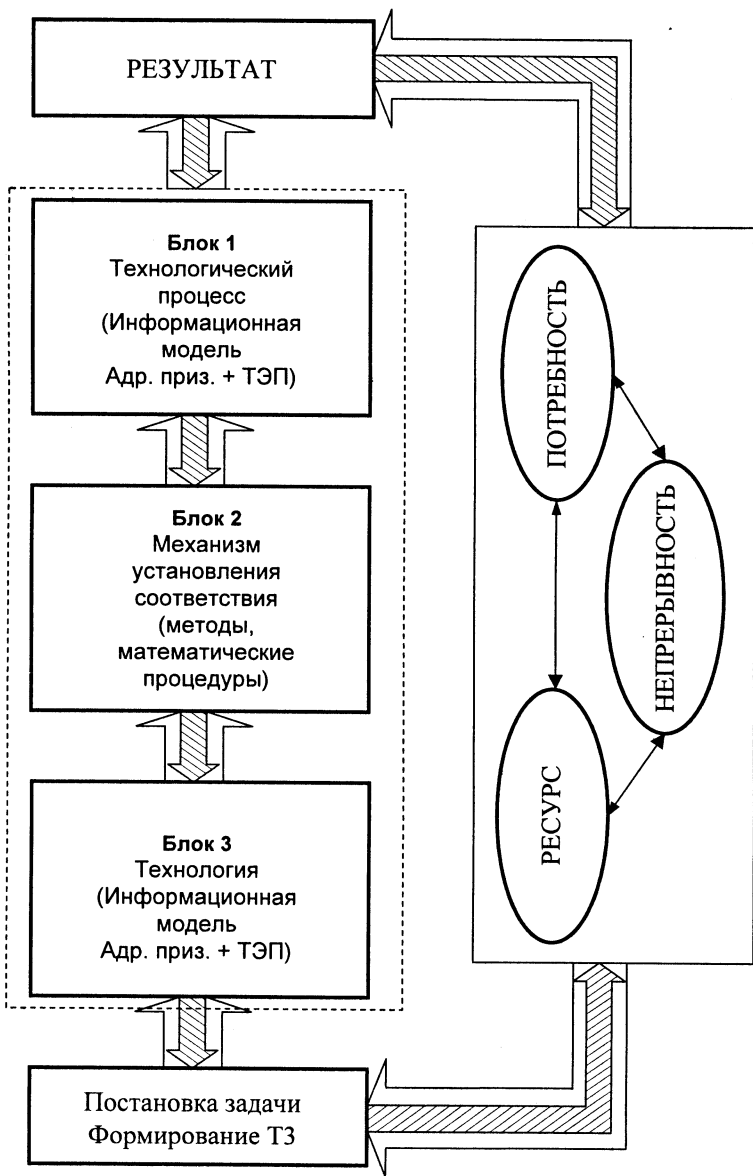 РЕЗУЛЬТАТ
Блок 1
Технологический
процесс
(Информационная
модель
Адр. приз. + ТЭП)
Блок 2
Механизм
установления
соответствия
(методы,
математические
процедуры)
Блок 3
Технология
(Информационная
модель
Адр. приз. + ТЭП)
Постановка задачи
Формирование ТЗ
ПОТРЕБНОСТЬ
НЕПРЕРЫВНОСТЬ
РЕСУРС